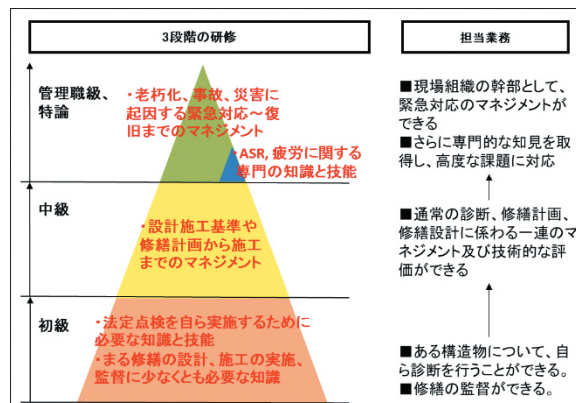 3段階の研修
管理職級、
特論
・老朽化、事故、災害に
起因する緊急対応～復
旧までのマネジメント
・ASR, 疲労に関する
専門の知識と技能
中級
・設計施工基準や
修繕計画から施工
までのマネジメント
初級
・法定点検を自ら実施するために
必要な知識と技能
・まる修繕の設計、施工の実施、
監督に少なくとも必要な知識
担当業務
■現場組織の幹部として、
緊急対応のマネジメントが
できる
■さらに専門的な知見を取
得し、高度な課題に対応
■通常の診断、修繕計画、
修繕設計に係わる一連のマ
ネジメント及び技術的な評
価ができる
■ある構造物について、自
ら診断を行うことができる。
■修繕の監督ができる。